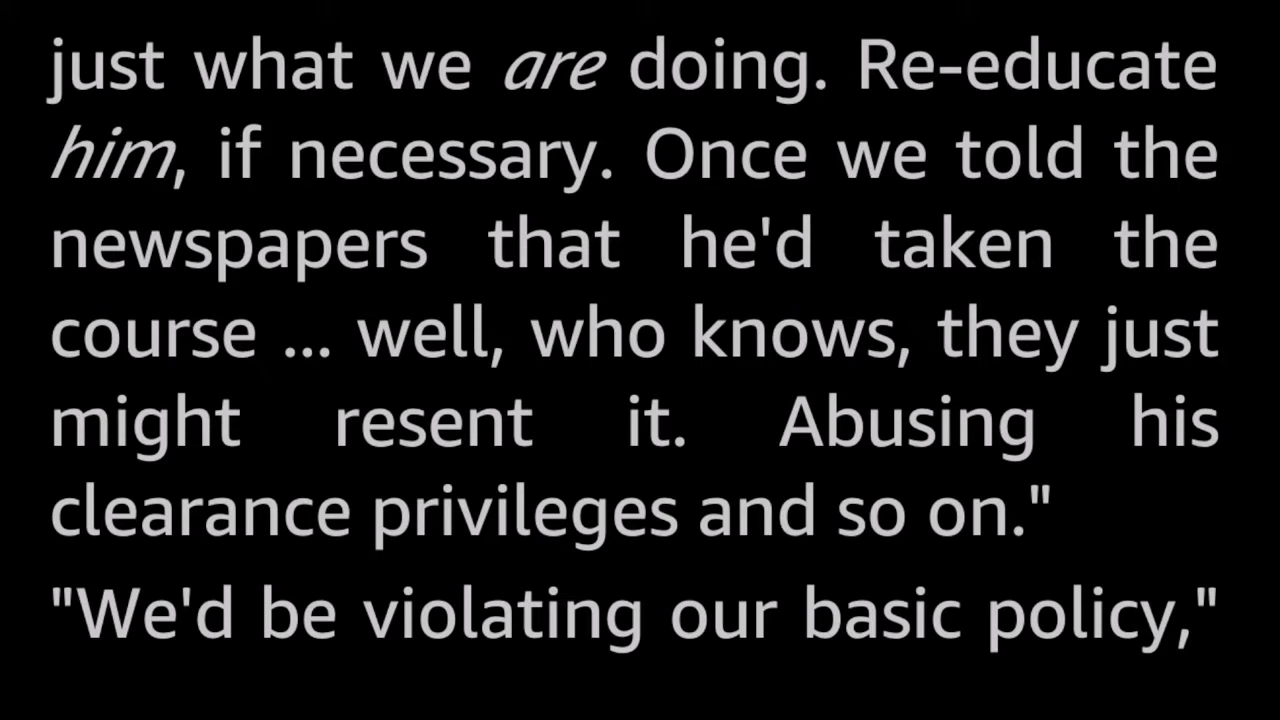 just what we are doing. Re-educate
him, if necessary. Once we told the
newspapers that he'd taken the
course ... well, who knows, they just
might resent it. Abusing his
clearance privileges and so on."
"We'd be violating our basic policy,"